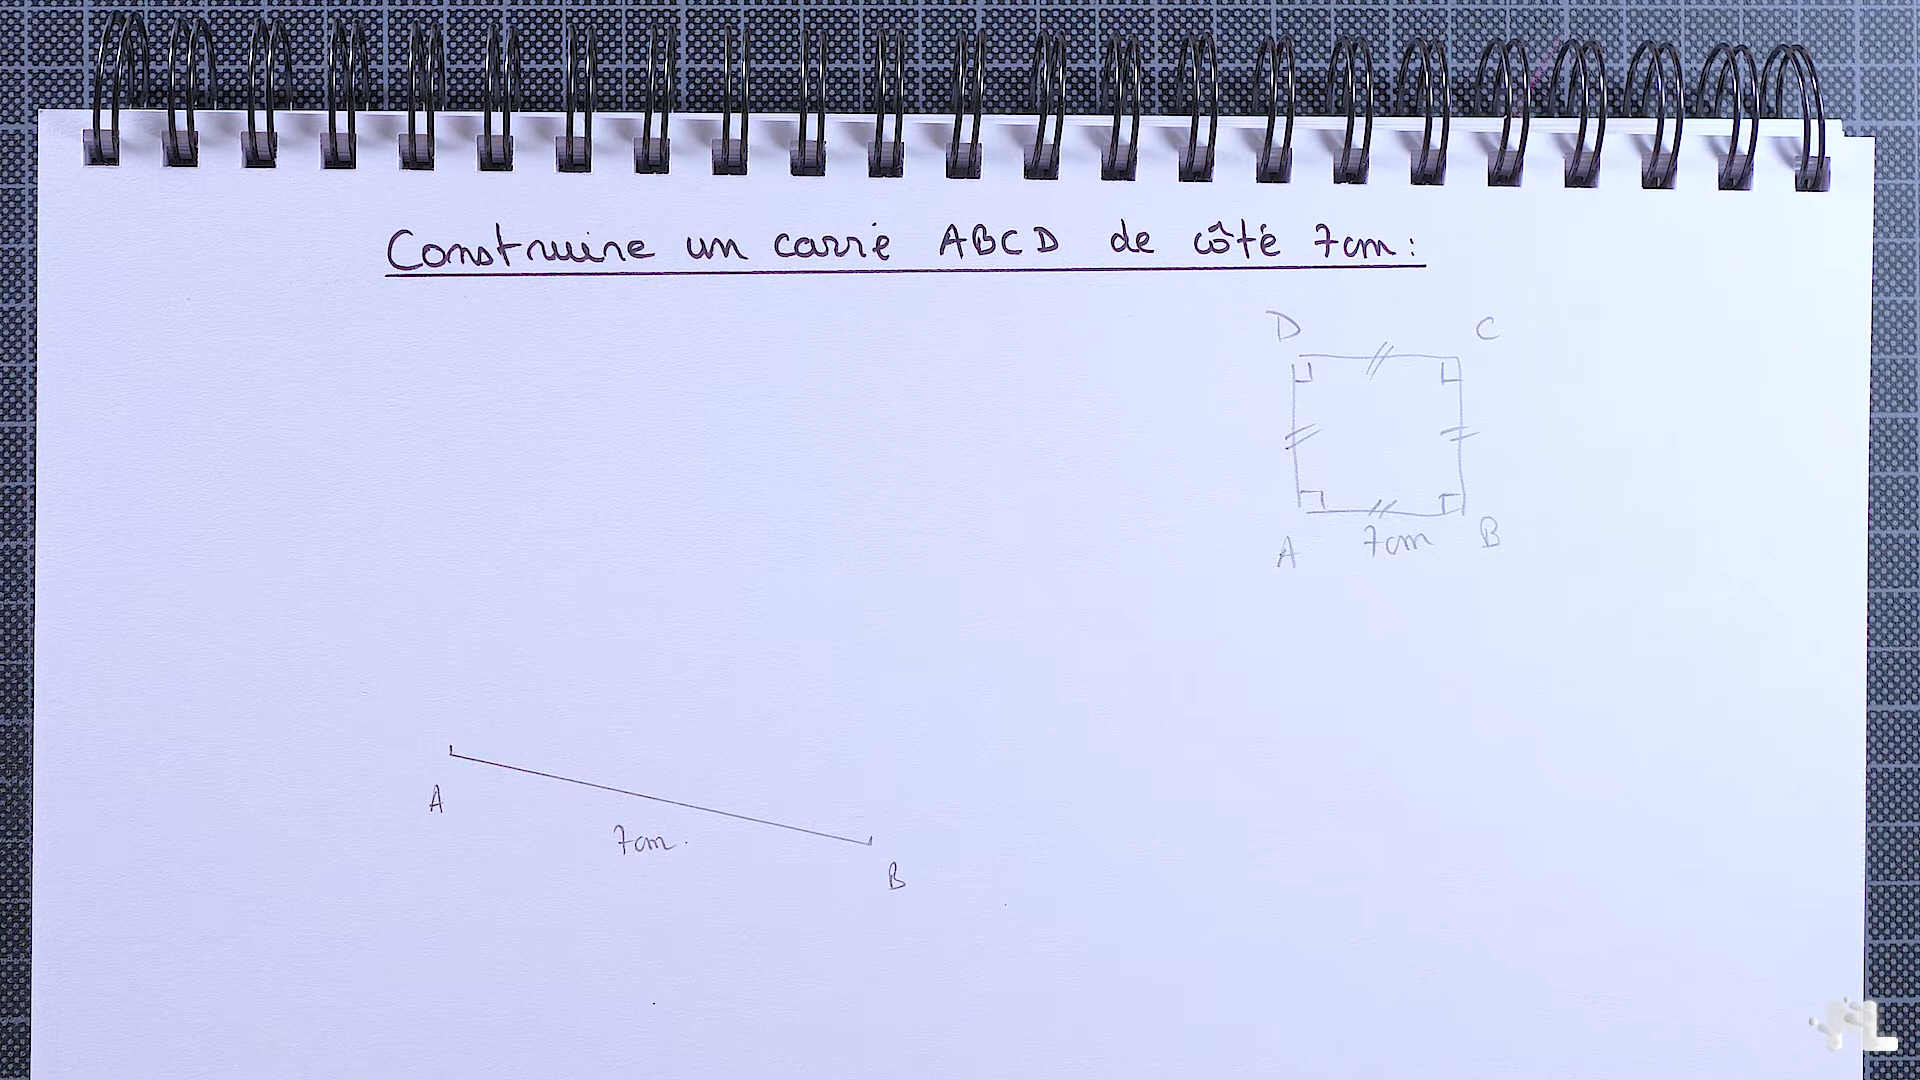 Construire un carré ABCD de côté 7cm:
D C
A 7cm B
A
7cm.
B